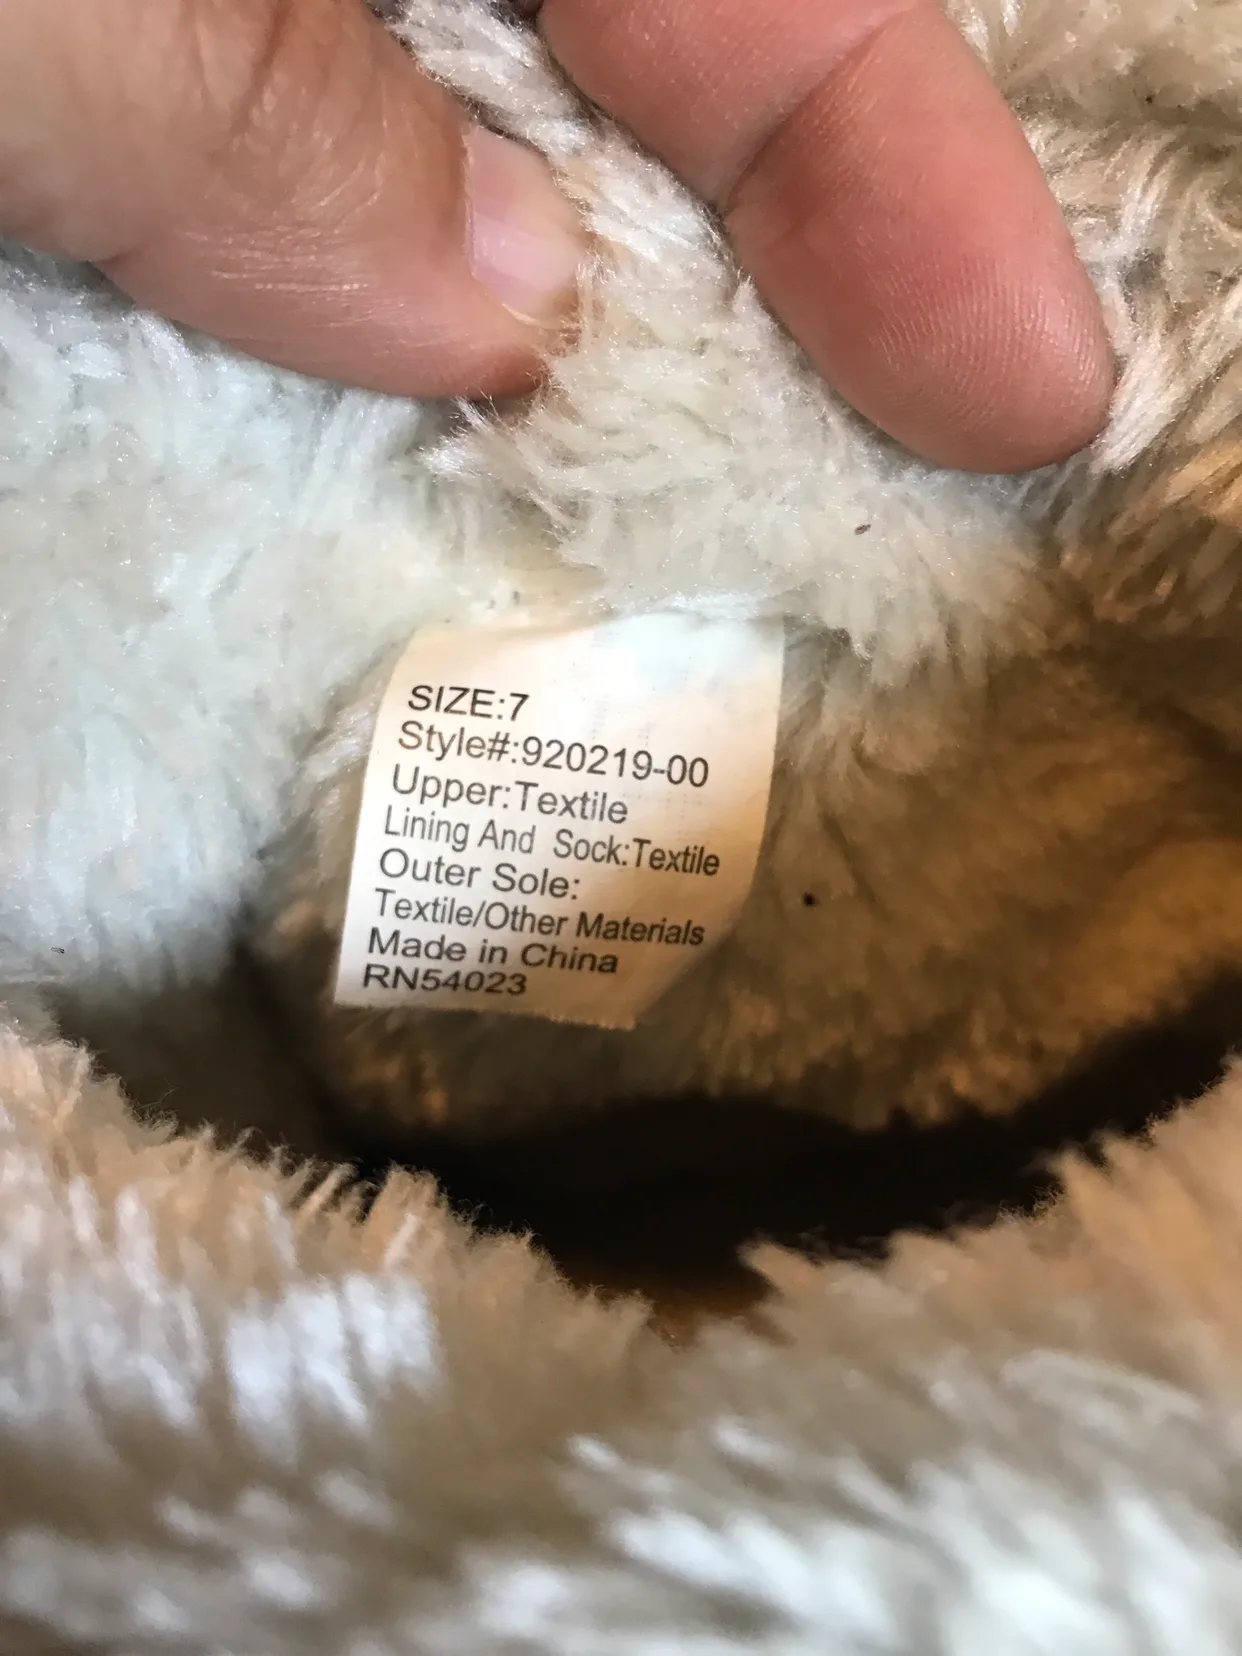 SIZE:7
Style#:920219-00
Upper:Textile
Lining And Sock:Textile
Outer Sole:
Textile/Other Materials
Made in China
RN54023